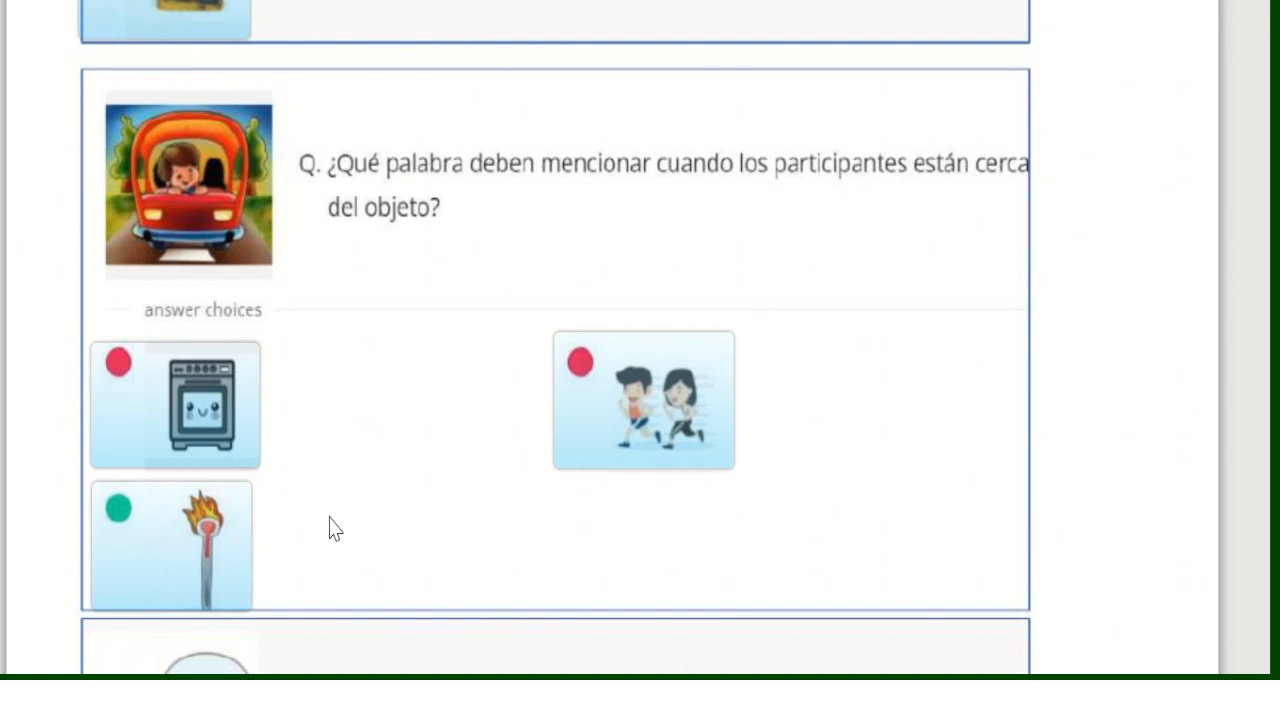 Q. ¿Qué palabra deben mencionar cuando los participantes están cerca
del objeto?
answer choices